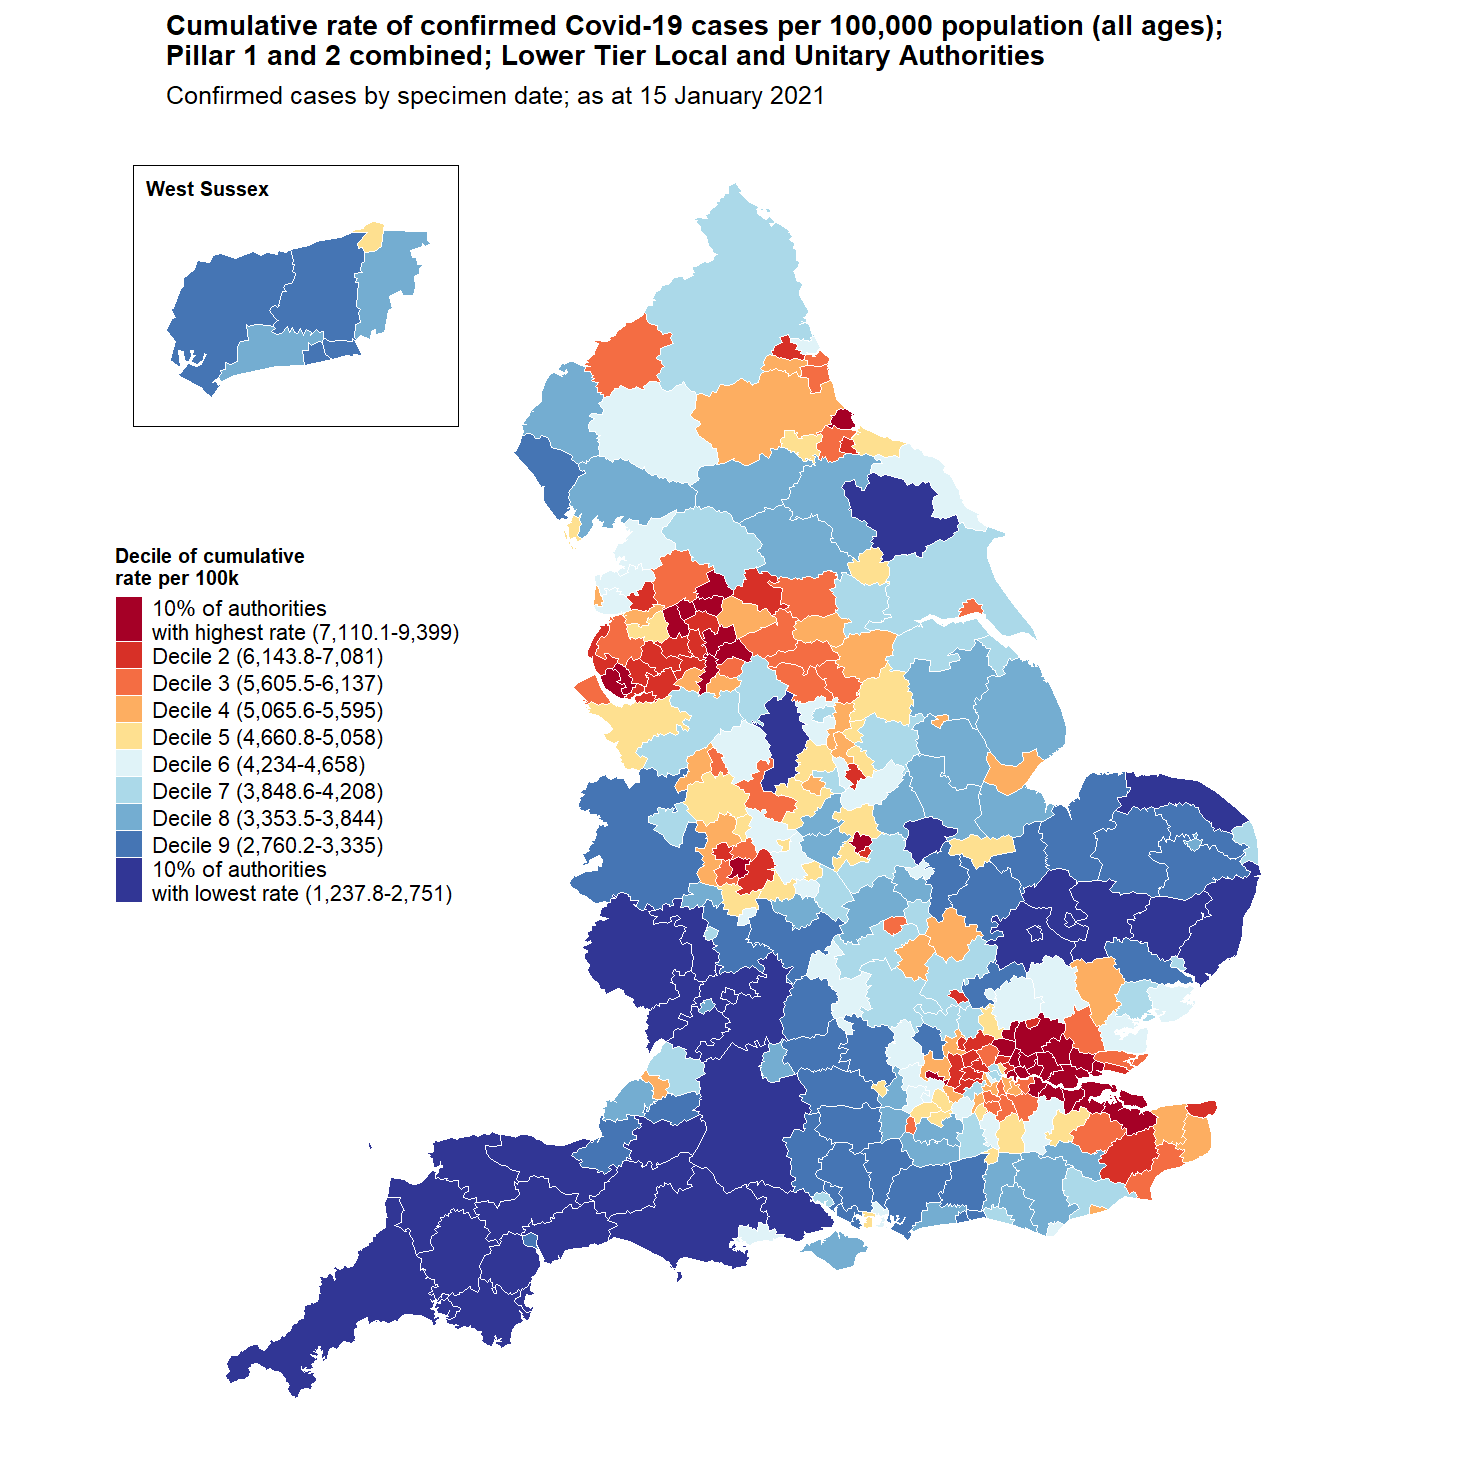 Cumulative rate of confirmed Covid-19 cases per 100,000 population (all ages);
Pillar 1 and 2 combined; Lower Tier Local and Unitary Authorities
Confirmed cases by specimen date; as at 15 January 2021
West Sussex
Decile of cumulative
rate per 100k
10% of authorities
with highest rate (7,110.1-9,399)
Decile 2 (6,143.8-7,081)
Decile 3 (5,605.5-6,137)
Decile 4 (5,065.6-5,595)
Decile 5 (4,660.8-5,058)
Decile 6 (4,234-4,658)
Decile 7 (3,848.6-4,208)
Decile 8 (3,353.5-3,844)
Decile 9 (2,760.2-3,335)
10% of authorities
with lowest rate (1,237.8-2,751)